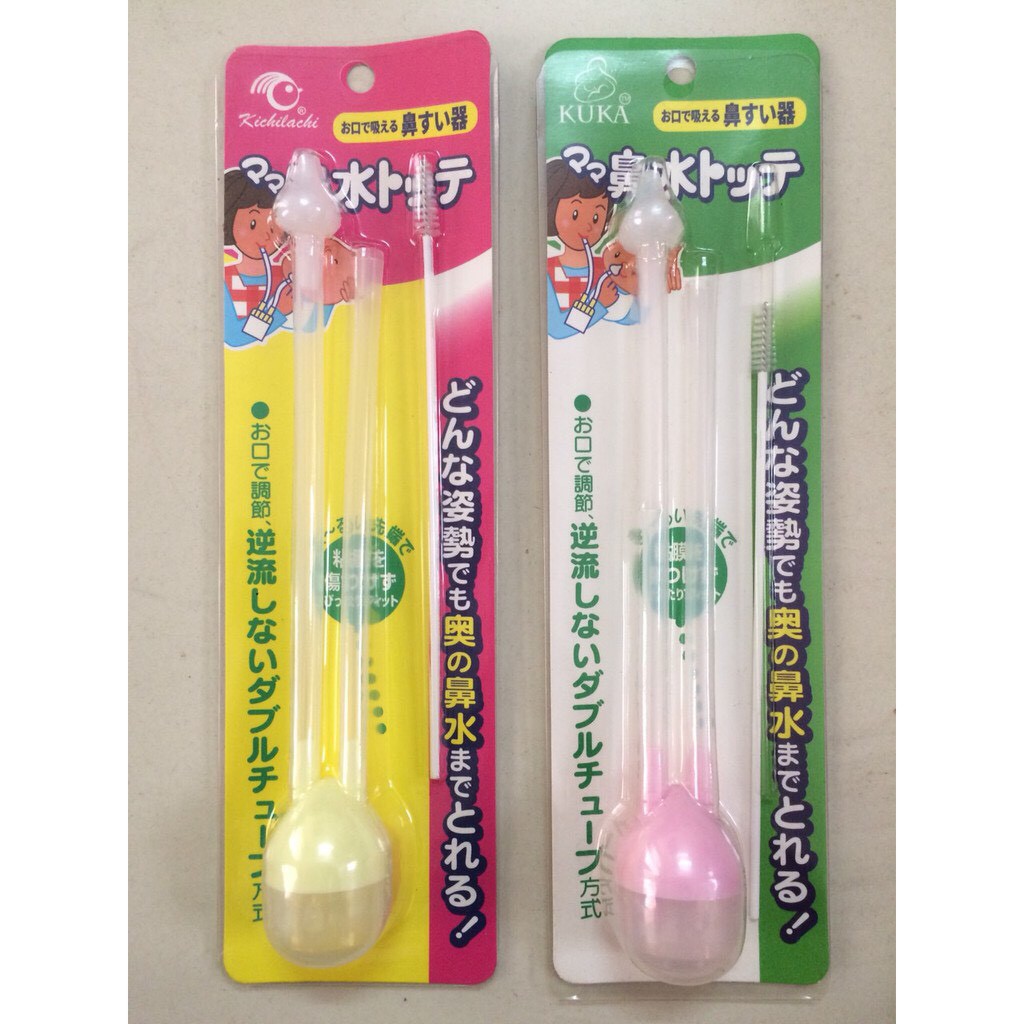 Kichilachi®
お口で吸える 鼻すい器
ママ 水トッテ
どんな姿勢でも奥の鼻水までとれる!
●お口で調節、逆流しないダブルチューブ方式
KUKA
お口で吸える 鼻すい器
ママ鼻水トッテ
どんな姿勢でも奥の鼻水までとれる!
●お口で調節、逆流しないダブルチューブ方式